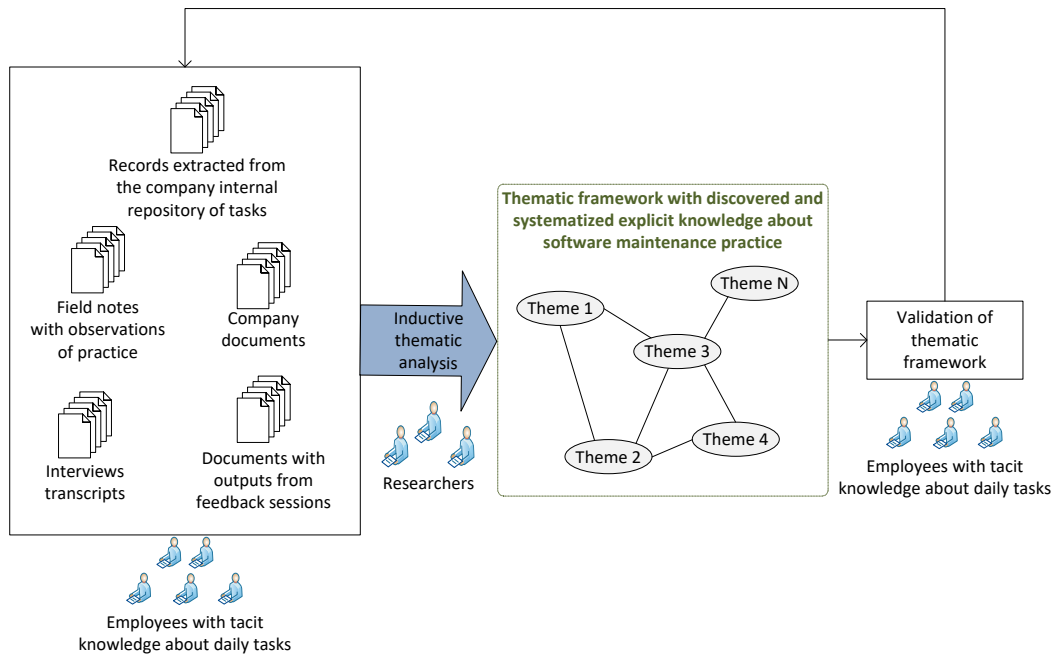 Records extracted from
the company internal
repository of tasks
Field notes
with observations
of practice
Company
documents
Interviews
transcripts
Documents with
outputs from
feedback sessions
Employees with tacit
knowledge about daily tasks
Inductive
thematic
analysis
Researchers
Thematic framework with discovered and
systematized explicit knowledge about
software maintenance practice
Theme N
Theme 1
Theme 3
Theme 4
Theme 2
Validation of
thematic
framework
Employees with tacit
knowledge about daily tasks